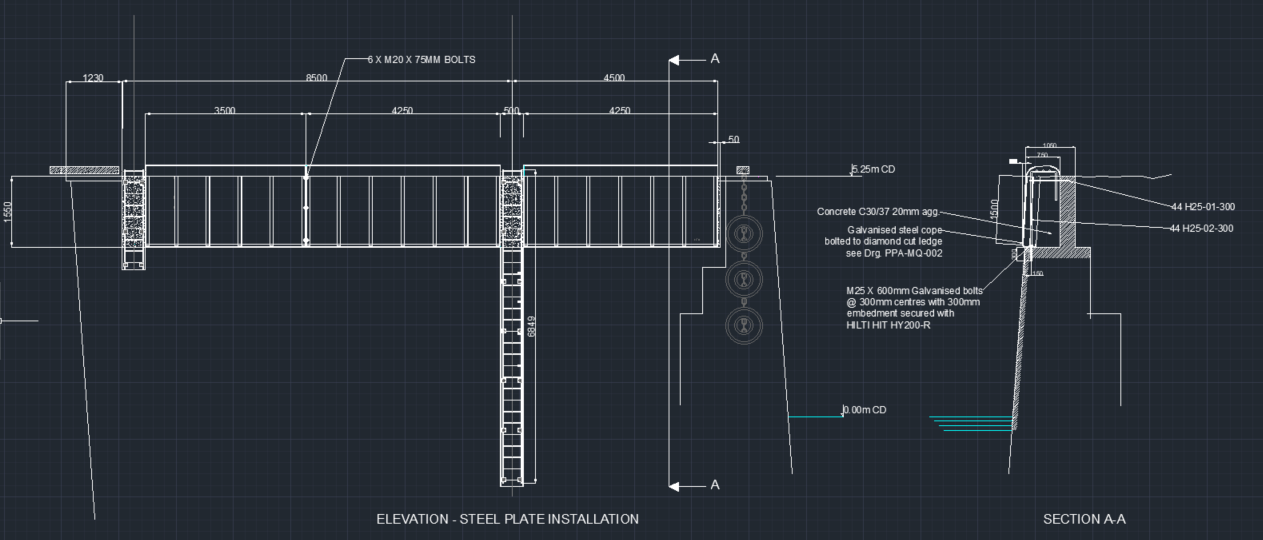 6 X M20 X 75MM BOLTS
A
1230
8500
4500
3500
4250
500
4250
50
1050
750
5.25m CD
1550
1500
44 H25-01-300
Concrete C30/37 20mm agg.
44 H25-02-300
Galvanised steel cope
bolted to diamond cut ledge
see Drg. PPA-MQ-002
150
M25 X 600mm Galvanised bolts
@ 300mm centres with 300mm
embedment secured with
HILTI HIT HY200-R
6849
0.00m CD
A
ELEVATION - STEEL PLATE INSTALLATION
SECTION A-A